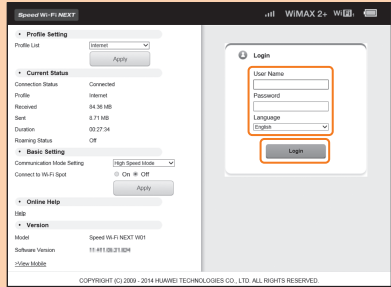 Speed Wi-Fi NEXT
WiMAX 2+ WiFi
Profile Setting
Profile List Internet
Apply
Current Status
Connection Status Connected
Profile Internet
Received 84.36 MB
Sent 8.71 MB
Duration 00:27:34
Roaming Status Off
Basic Setting
Communication Mode Setting High Speed Mode
Connect to Wi-Fi Spot On Off
Apply
Online Help
Help
Version
Model Speed Wi-Fi NEXT W01
Software Version
>View Mobile
Login
User Name
Password
Language
English
Login
COPYRIGHT (C) 2009 - 2014 HUAWEI TECHNOLOGIES CO., LTD. ALL RIGHTS RESERVED.